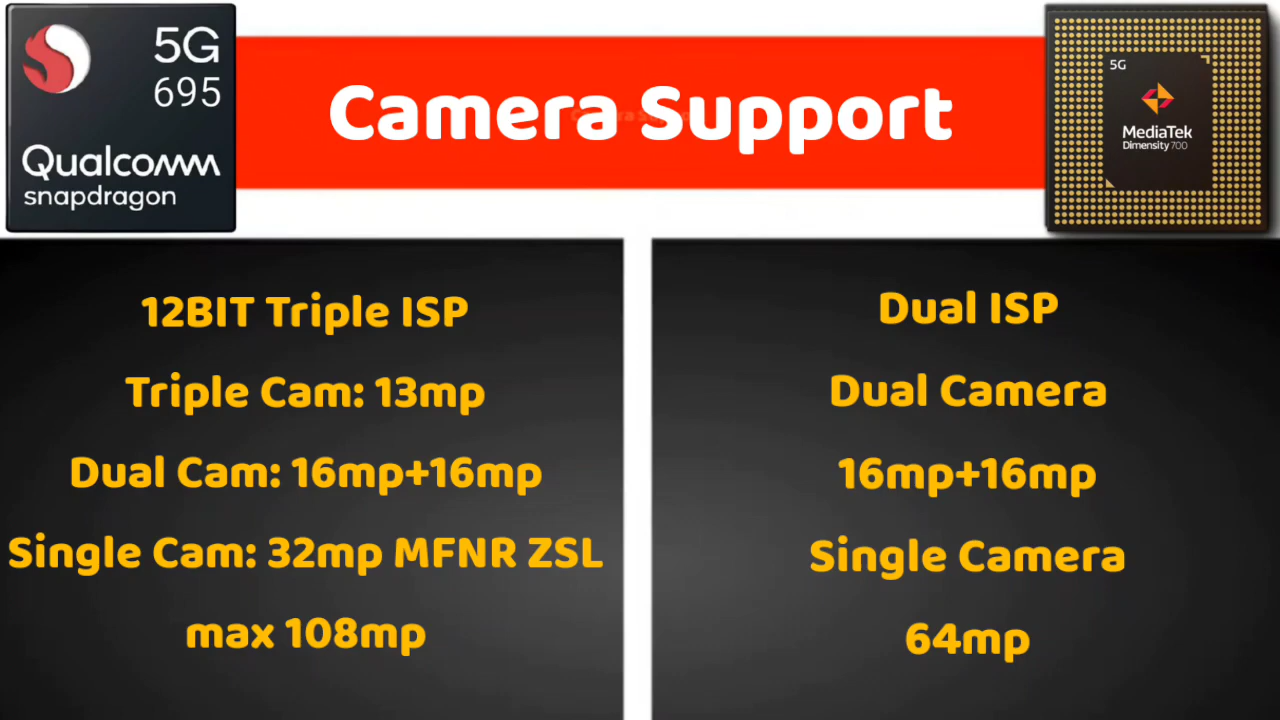 5G
695
Qualcomm
snapdragon
Camera Support
5G
MediaTek
Dimensity 700
12BIT Triple ISP
Triple Cam: 13mp
Dual Cam: 16mp+16mp
Single Cam: 32mp MFNR ZSL
max 108mp
Dual ISP
Dual Camera
16mp+16mp
Single Camera
64mp